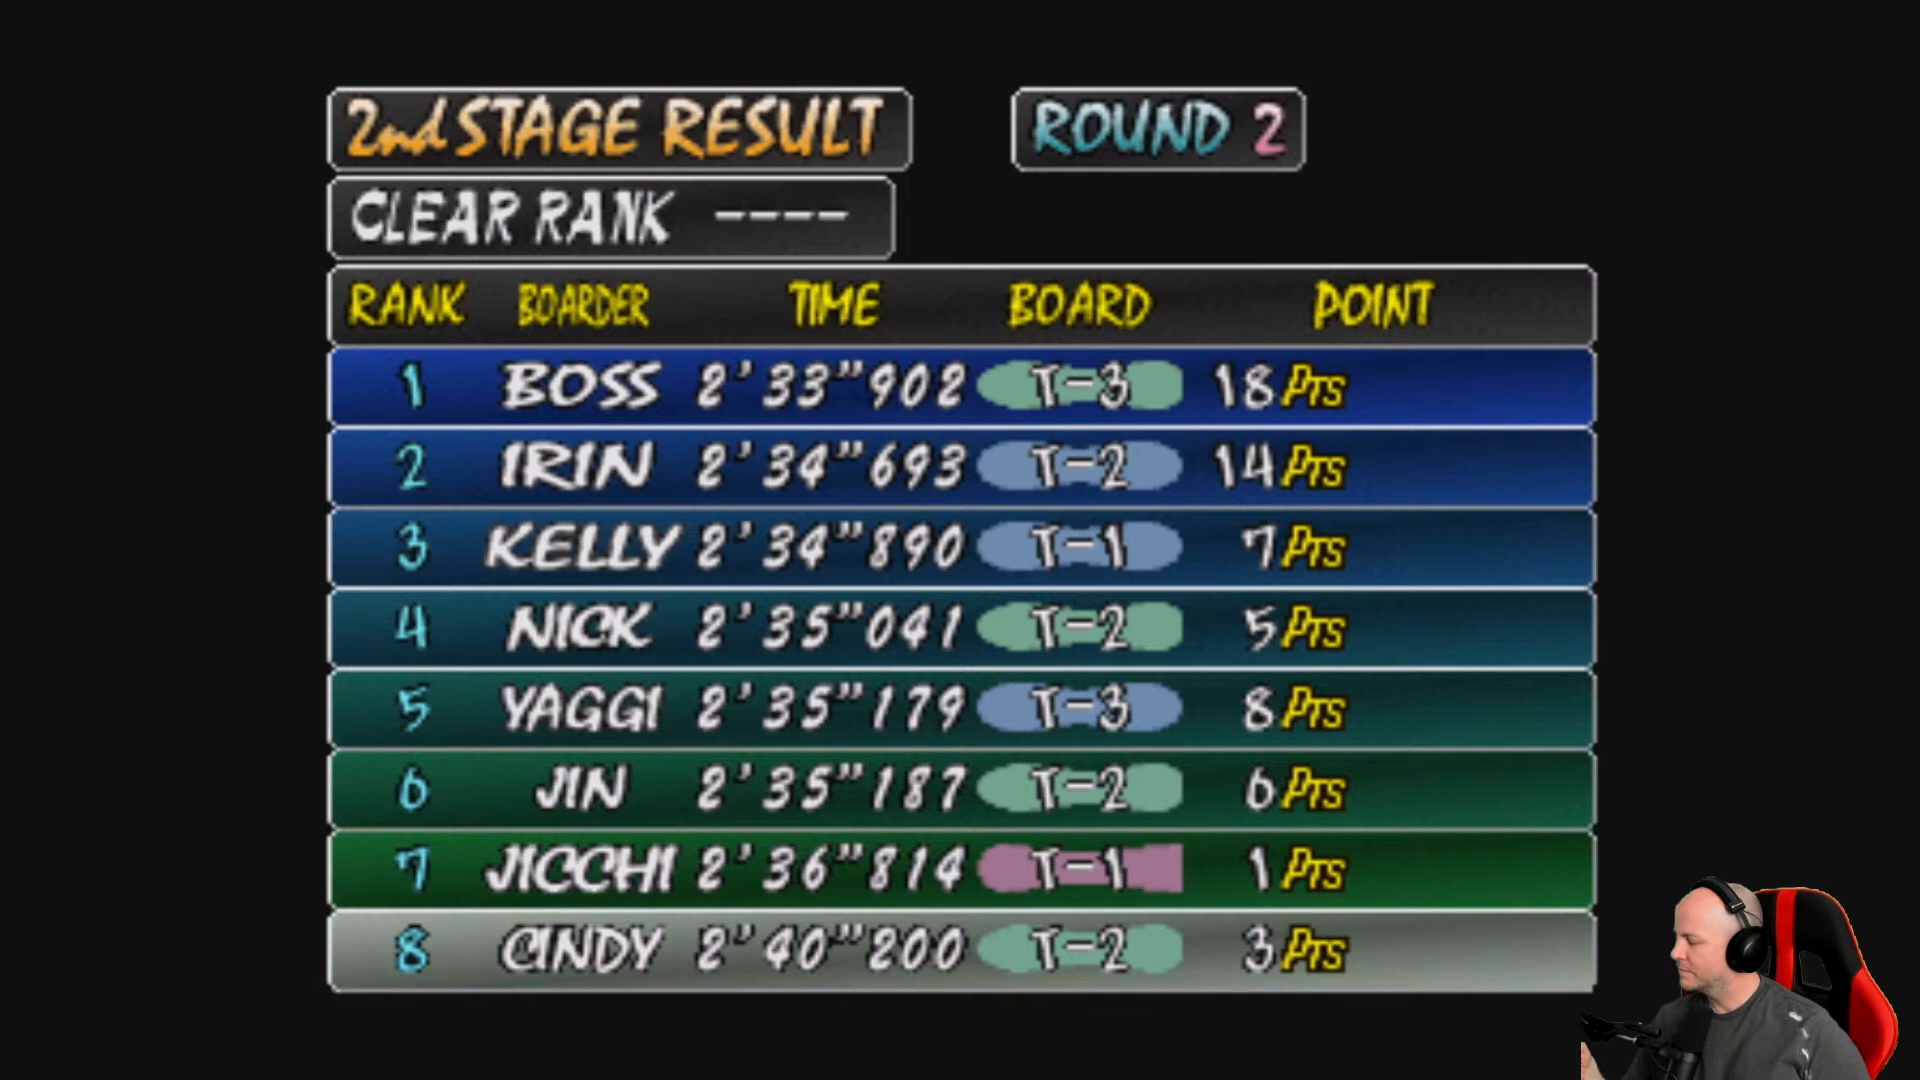 2nd STAGE RESULT ROUND 2
CLEAR RANK ----
RANK BOARDER TIME BOARD POINT
1 BOSS 2'33"902 T-3 18 PTS
2 IRIN 2'34"693 T-2 14 PTS
3 KELLY 2'34"890 T-1 7 PTS
4 NICK 2'35"041 T-2 5 PTS
5 YAGGI 2'35"179 T-3 8 PTS
6 JIN 2'35"187 T-2 6 PTS
7 JICCHI 2'36"814 T-1 1 PTS
8 CINDY 2'40"200 T-2 3 PTS